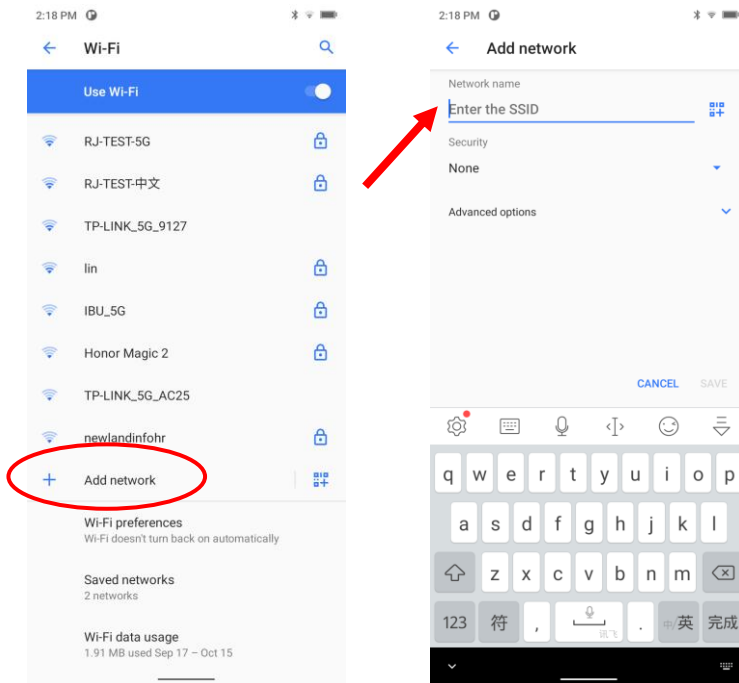 2:18 PM
Wi-Fi
Use Wi-Fi
RJ-TEST-5G
RJ-TEST-中文
TP-LINK_5G_9127
lin
IBU_5G
Honor Magic 2
TP-LINK_5G_AC25
newlandinfohr
Add network
Wi-Fi preferences
Wi-Fi doesn't turn back on automatically
Saved networks
2 networks
Wi-Fi data usage
1.91 MB used Sep 17 – Oct 15
2:18 PM
Add network
Network name
Enter the SSID
Security
None
Advanced options
CANCEL SAVE
q w e r t y u i o p
a s d f g h j k l
z x c v b n m
123 符 , 讯飞 . 中/英 完成